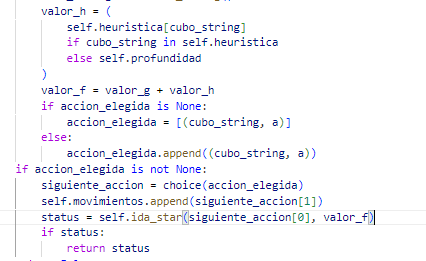 valor_h = (
self.heuristica[cubo_string]
if cubo_string in self.heuristica
else self.profundidad
)
valor_f = valor_g + valor_h
if accion_elegida is None:
accion_elegida = [(cubo_string, a)]
else:
accion_elegida.append((cubo_string, a))
if accion_elegida is not None:
siguiente_accion = choice(accion_elegida)
self.movimientos.append(siguiente_accion[1])
status = self.ida_star(siguiente_accion[0], valor_f)
if status:
return status